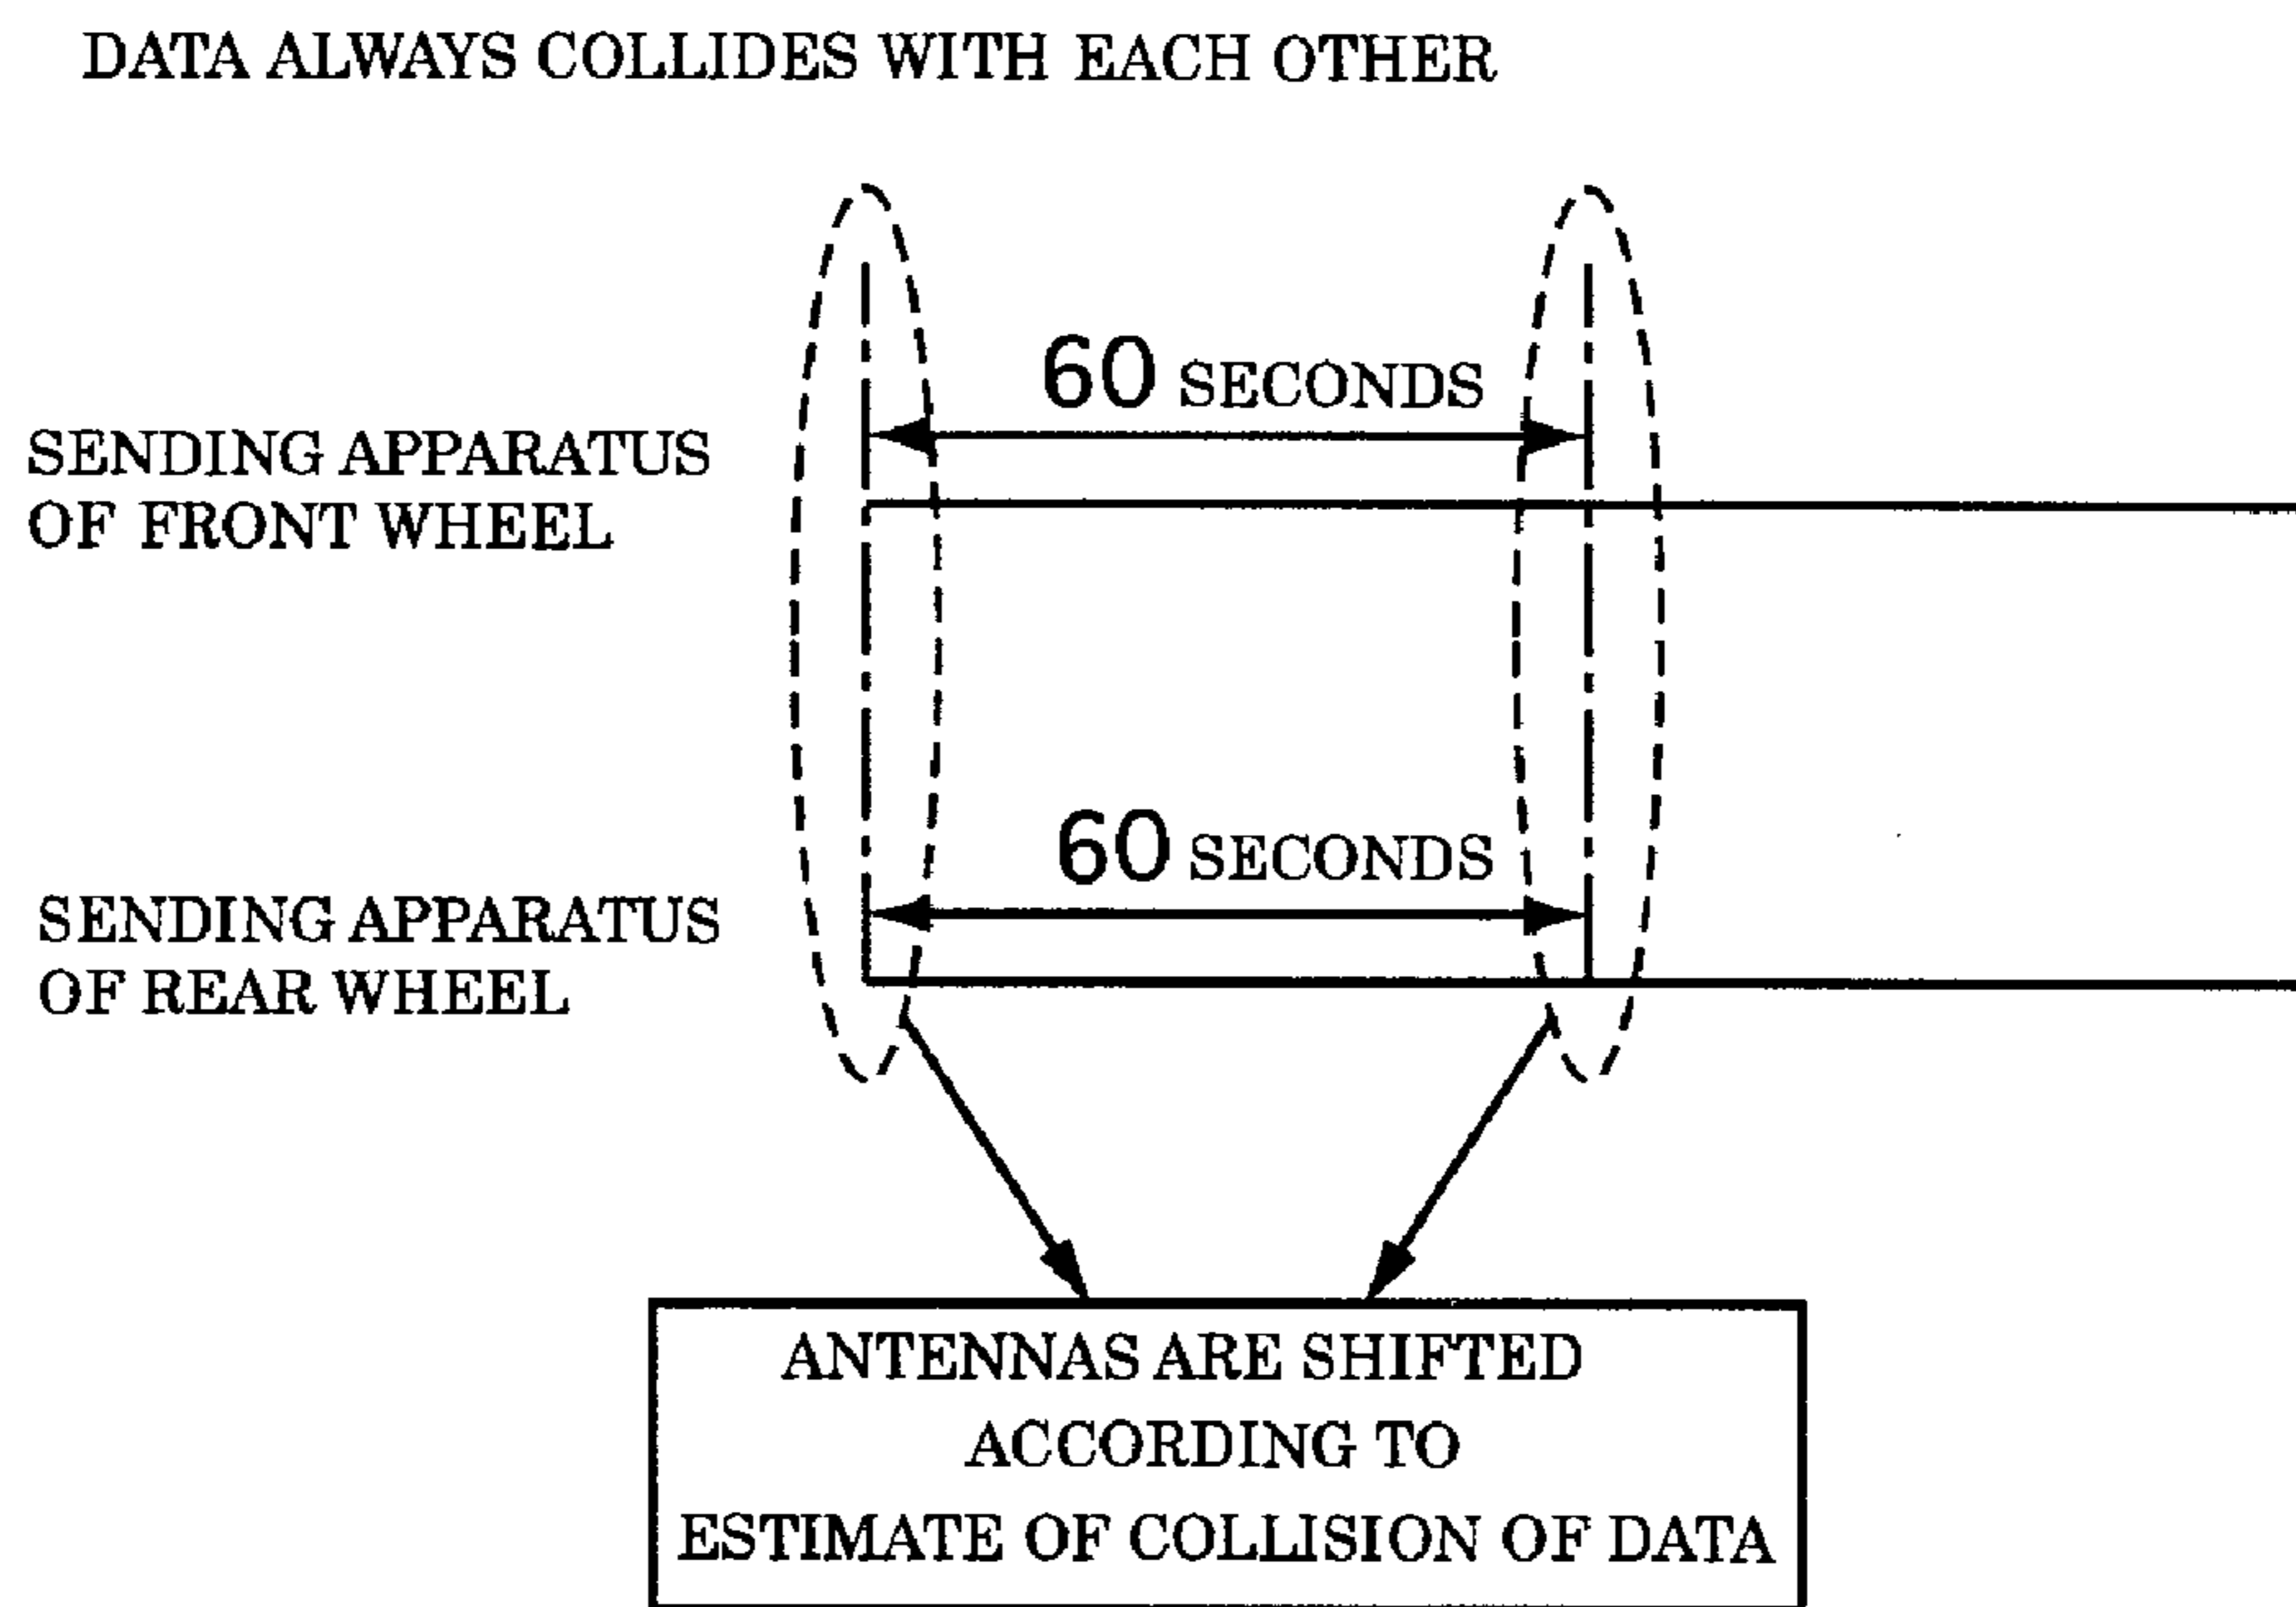 DATA ALWAYS COLLIDES WITH EACH OTHER
60 SECONDS
SENDING APPARATUS
OF FRONT WHEEL
60 SECONDS
SENDING APPARATUS
OF REAR WHEEL
ANTENNAS ARE SHIFTED
ACCORDING TO
ESTIMATE OF COLLISION OF DATA